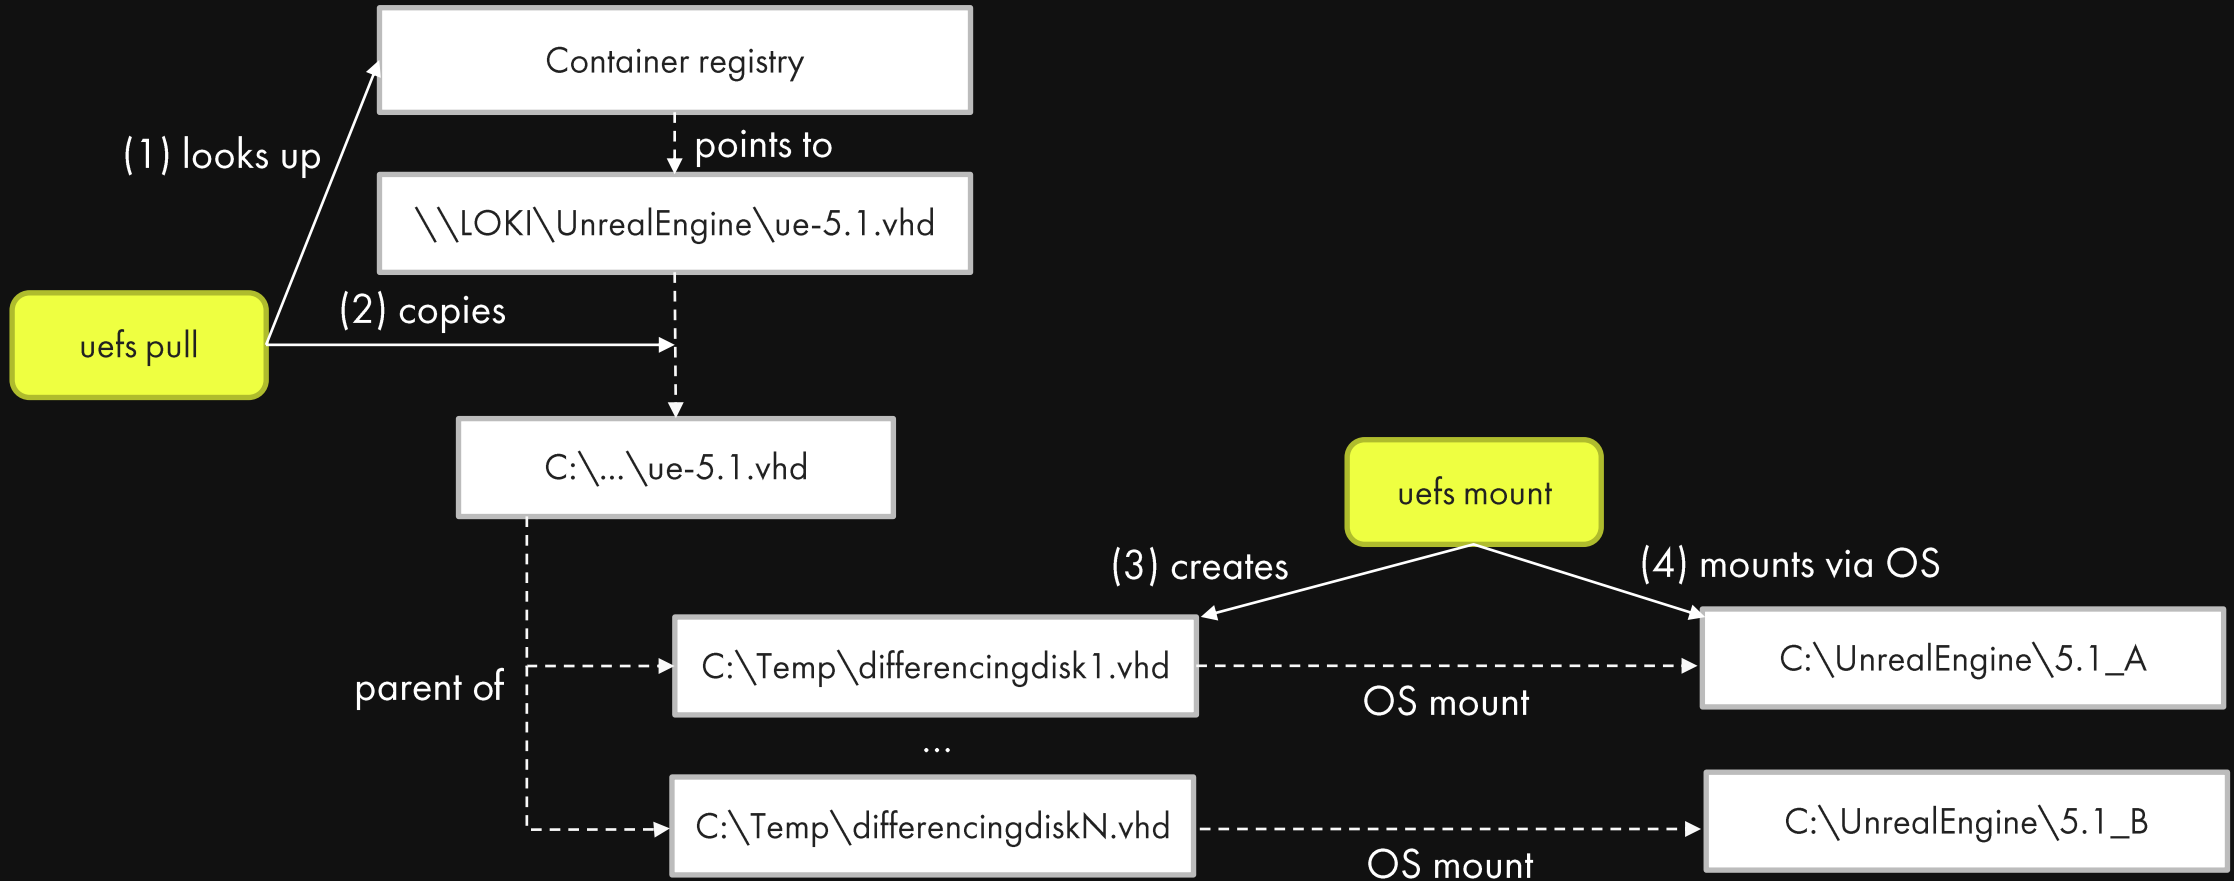 Container registry
(1) looks up
points to
\\LOKI\UnrealEngine\ue-5.1.vhd
(2) copies
uefs pull
C:\...\ue-5.1.vhd
uefs mount
(3) creates
(4) mounts via OS
C:\Temp\differencingdisk1.vhd
C:\UnrealEngine\5.1_A
parent of
OS mount
...
C:\Temp\differencingdiskN.vhd
C:\UnrealEngine\5.1_B
OS mount